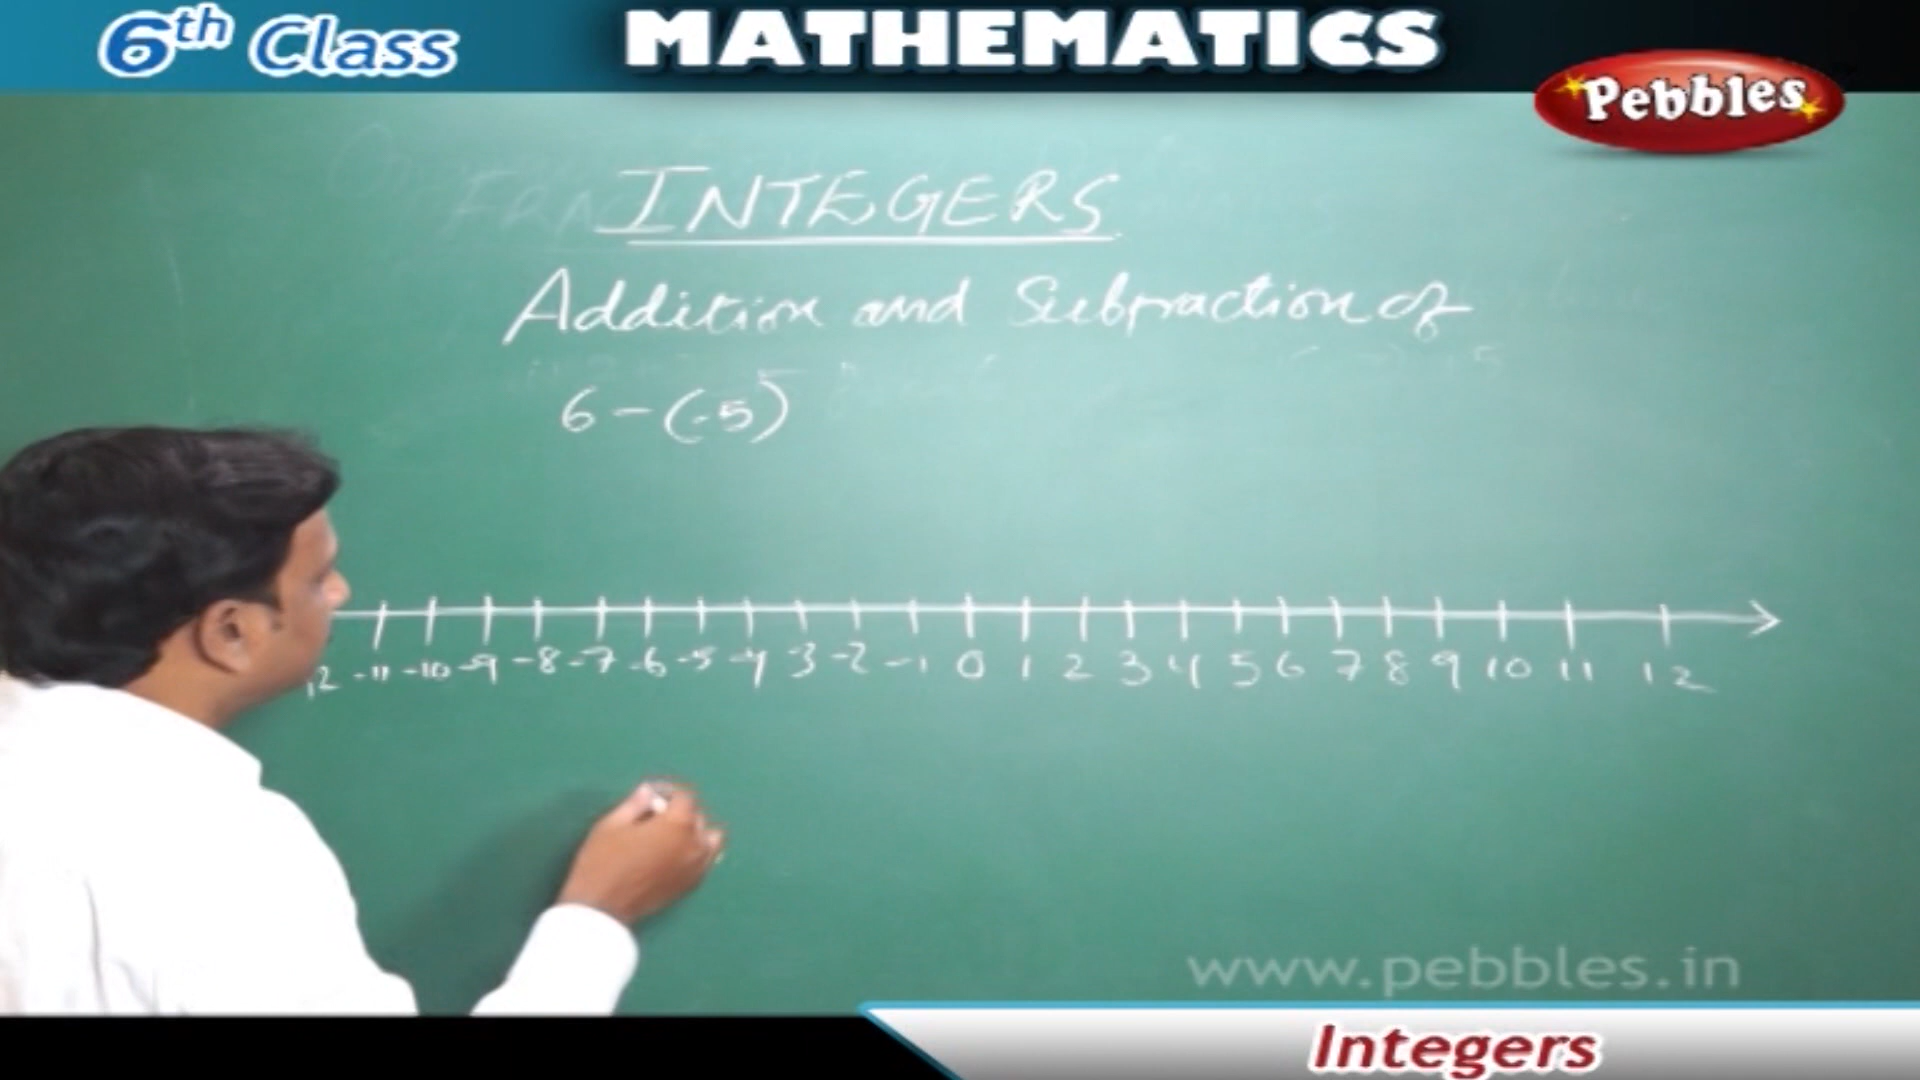 6th Class
MATHEMATICS
Pebbles
INTEGERS
Addition and Subtraction of
6-(-5)
12 -11 -10 -9 -8 -7 -6 -5 -4 -3 -2 -1 0 1 2 3 4 5 6 7 8 9 10 11 12
www.pebbles.in
Integers